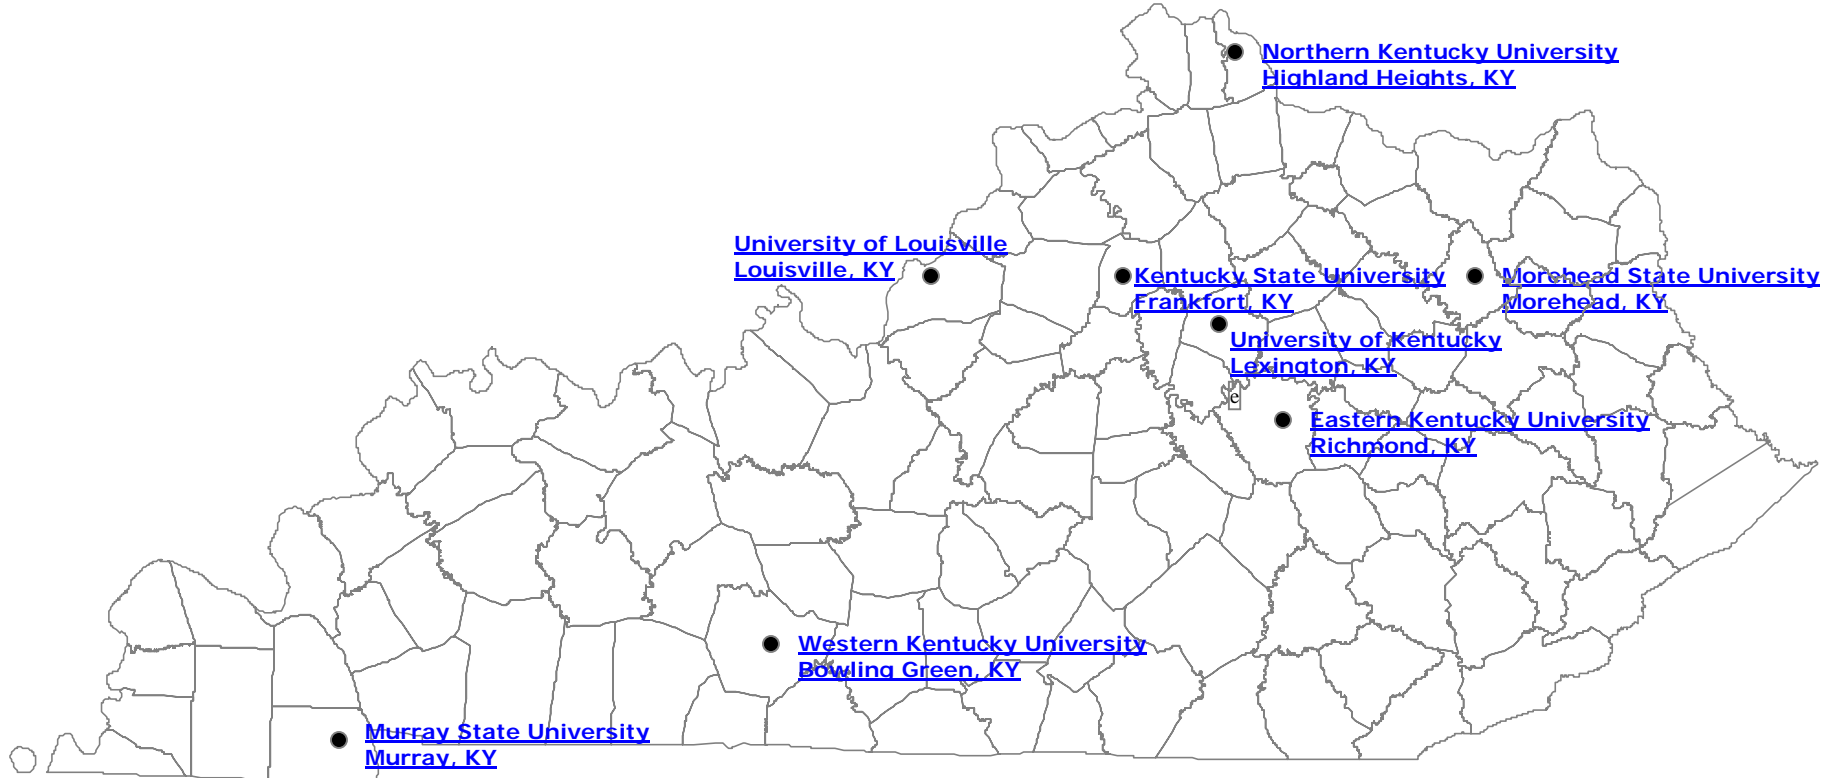 Northern Kentucky University
Highland Heights, KY
University of Louisville
Louisville, KY
Kentucky State University
Frankfort, KY
Morehead State University
Morehead, KY
University of Kentucky
Lexington, KY
e
Eastern Kentucky University
Richmond, KY
Western Kentucky University
Bowling Green, KY
Murray State University
Murray, KY